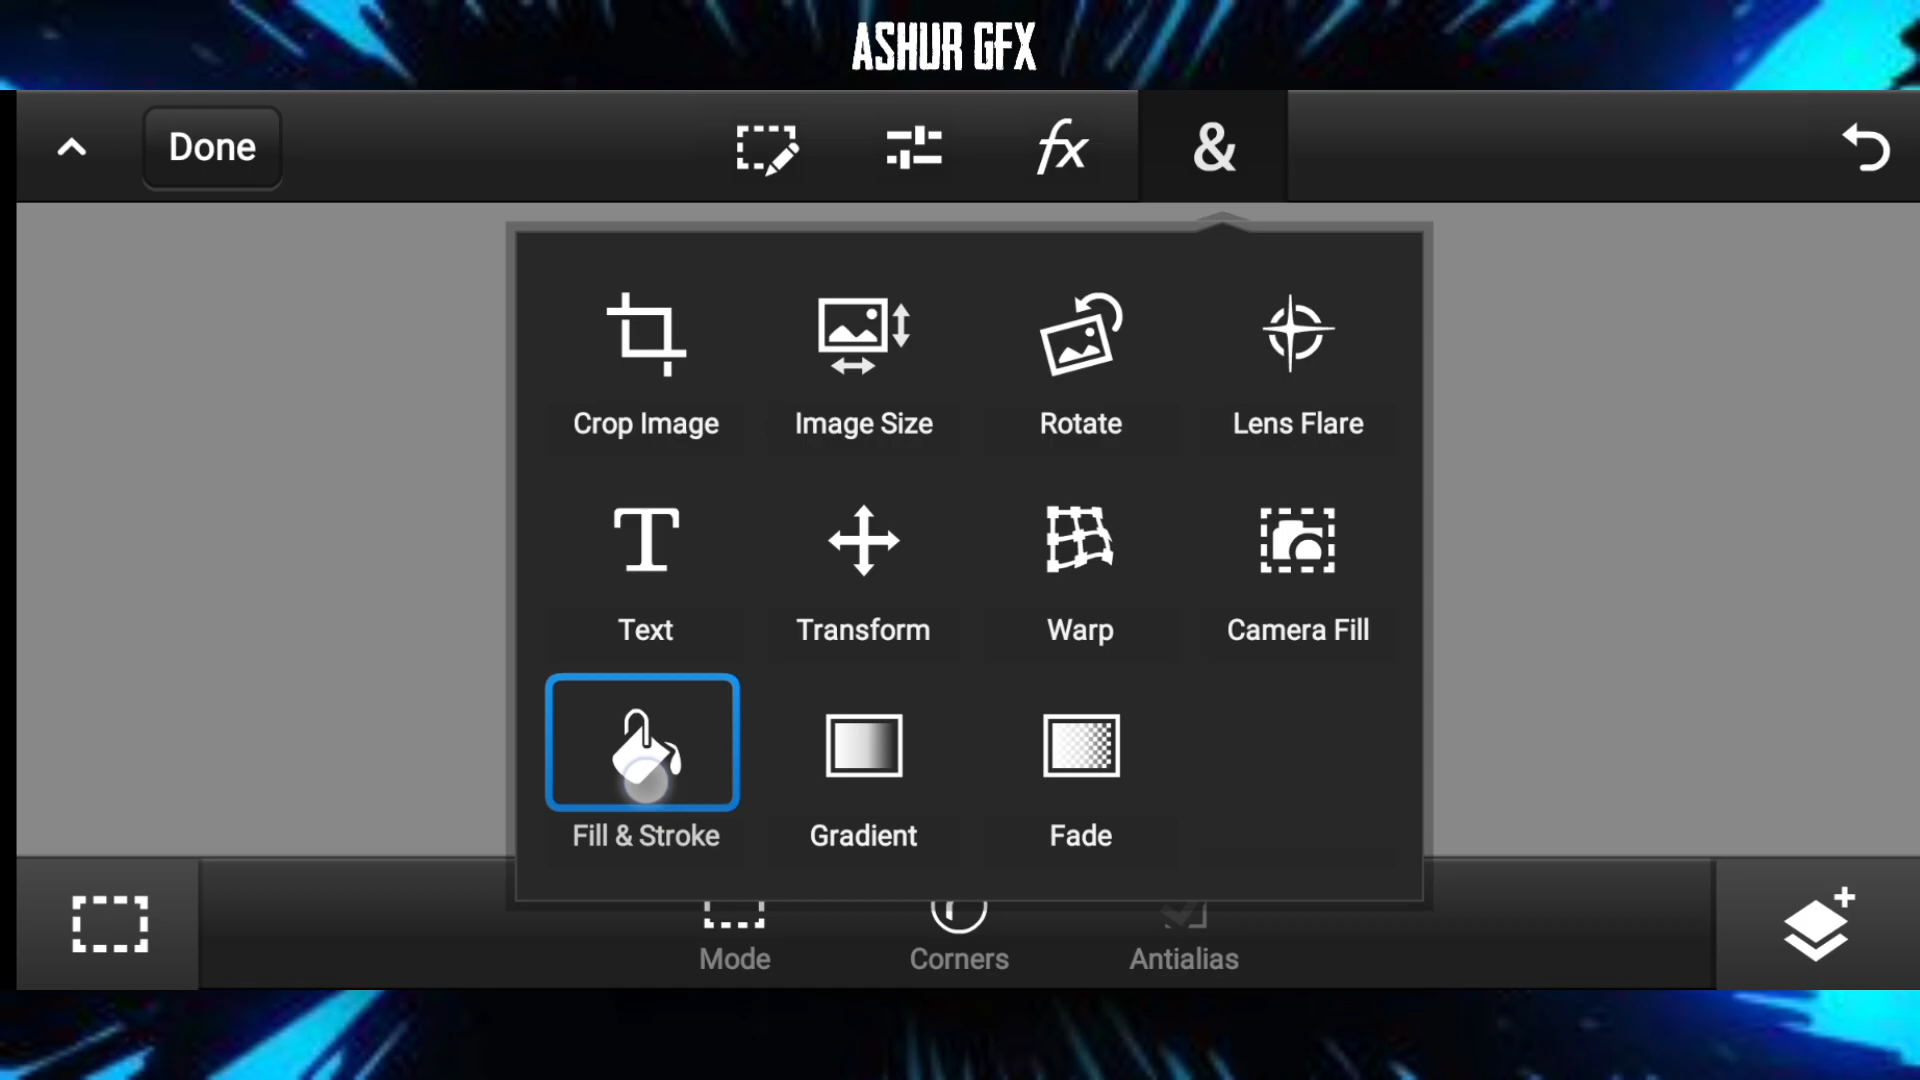 ASHUR GFX
Done
fx
&
Crop Image
Image Size
Rotate
Lens Flare
T
Text
Transform
Warp
Camera Fill
Fill & Stroke
Gradient
Fade
Mode
Corners
Antialias